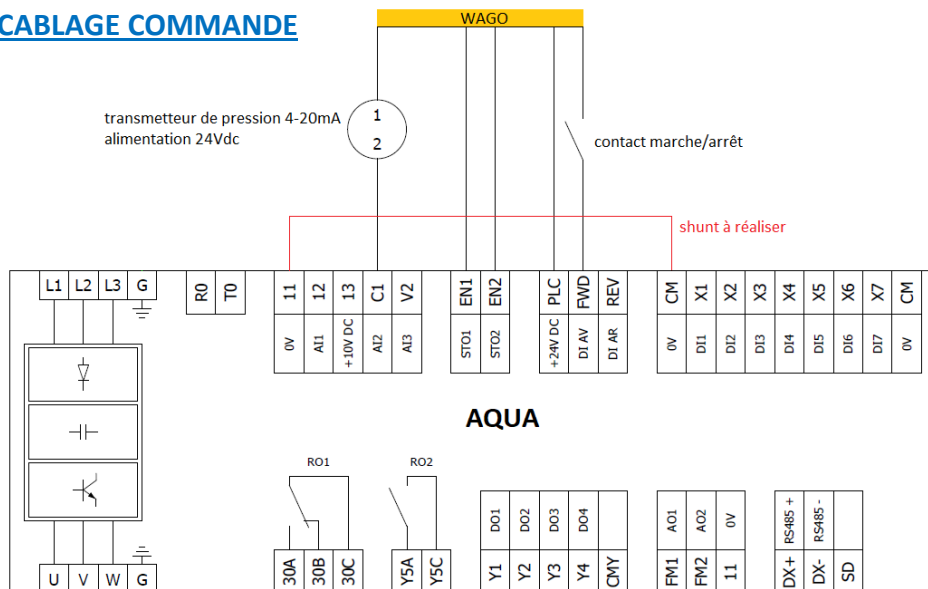 CABLAGE COMMANDE
WAGO
transmetteur de pression 4-20mA
alimentation 24Vdc
1
2
contact marche/arrêt
shunt à réaliser
L1 L2 L3 G
R0 T0
11 12 13 C1 V2
EN1 EN2
PLC FWD REV
CM X1 X2 X3 X4 X5 X6 X7 CM
0V AI1 +10V DC AI2 AI3
STO1 STO2
+24V DC DI AV DI AR
0V DI1 DI2 DI3 DI4 DI5 DI6 DI7 0V
AQUA
RO1
RO2
DO1 DO2 DO3 DO4
AO1 AO2 0V
RS485 + RS485 -
U V W G
30A 30B 30C
Y5A Y5C
Y1 Y2 Y3 Y4 CMY
FM1 FM2 11
DX+ DX- SD